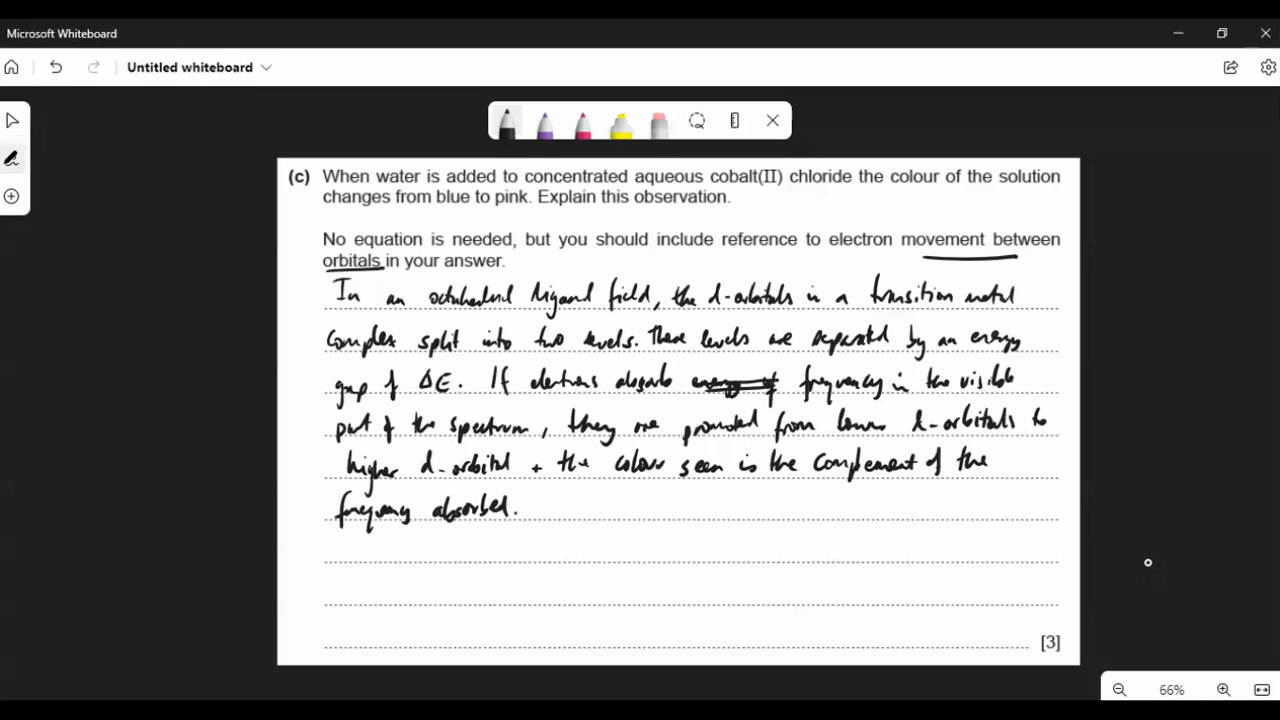 Microsoft Whiteboard
Untitled whiteboard
(c) When water is added to concentrated aqueous cobalt(II) chloride the colour of the solution
changes from blue to pink. Explain this observation.
No equation is needed, but you should include reference to electron movement between
orbitals in your answer.
In an octahedral ligand field, the d-orbitals in a transition metal
complex split into two levels. These levels are separated by an energy
gap of ΔE. If electrons absorb frequency in the visible
part of the spectrum, they are promoted from lower d-orbitals to
higher d-orbital + the colour seen is the complement of the
frequency absorbed.
[3]
66%